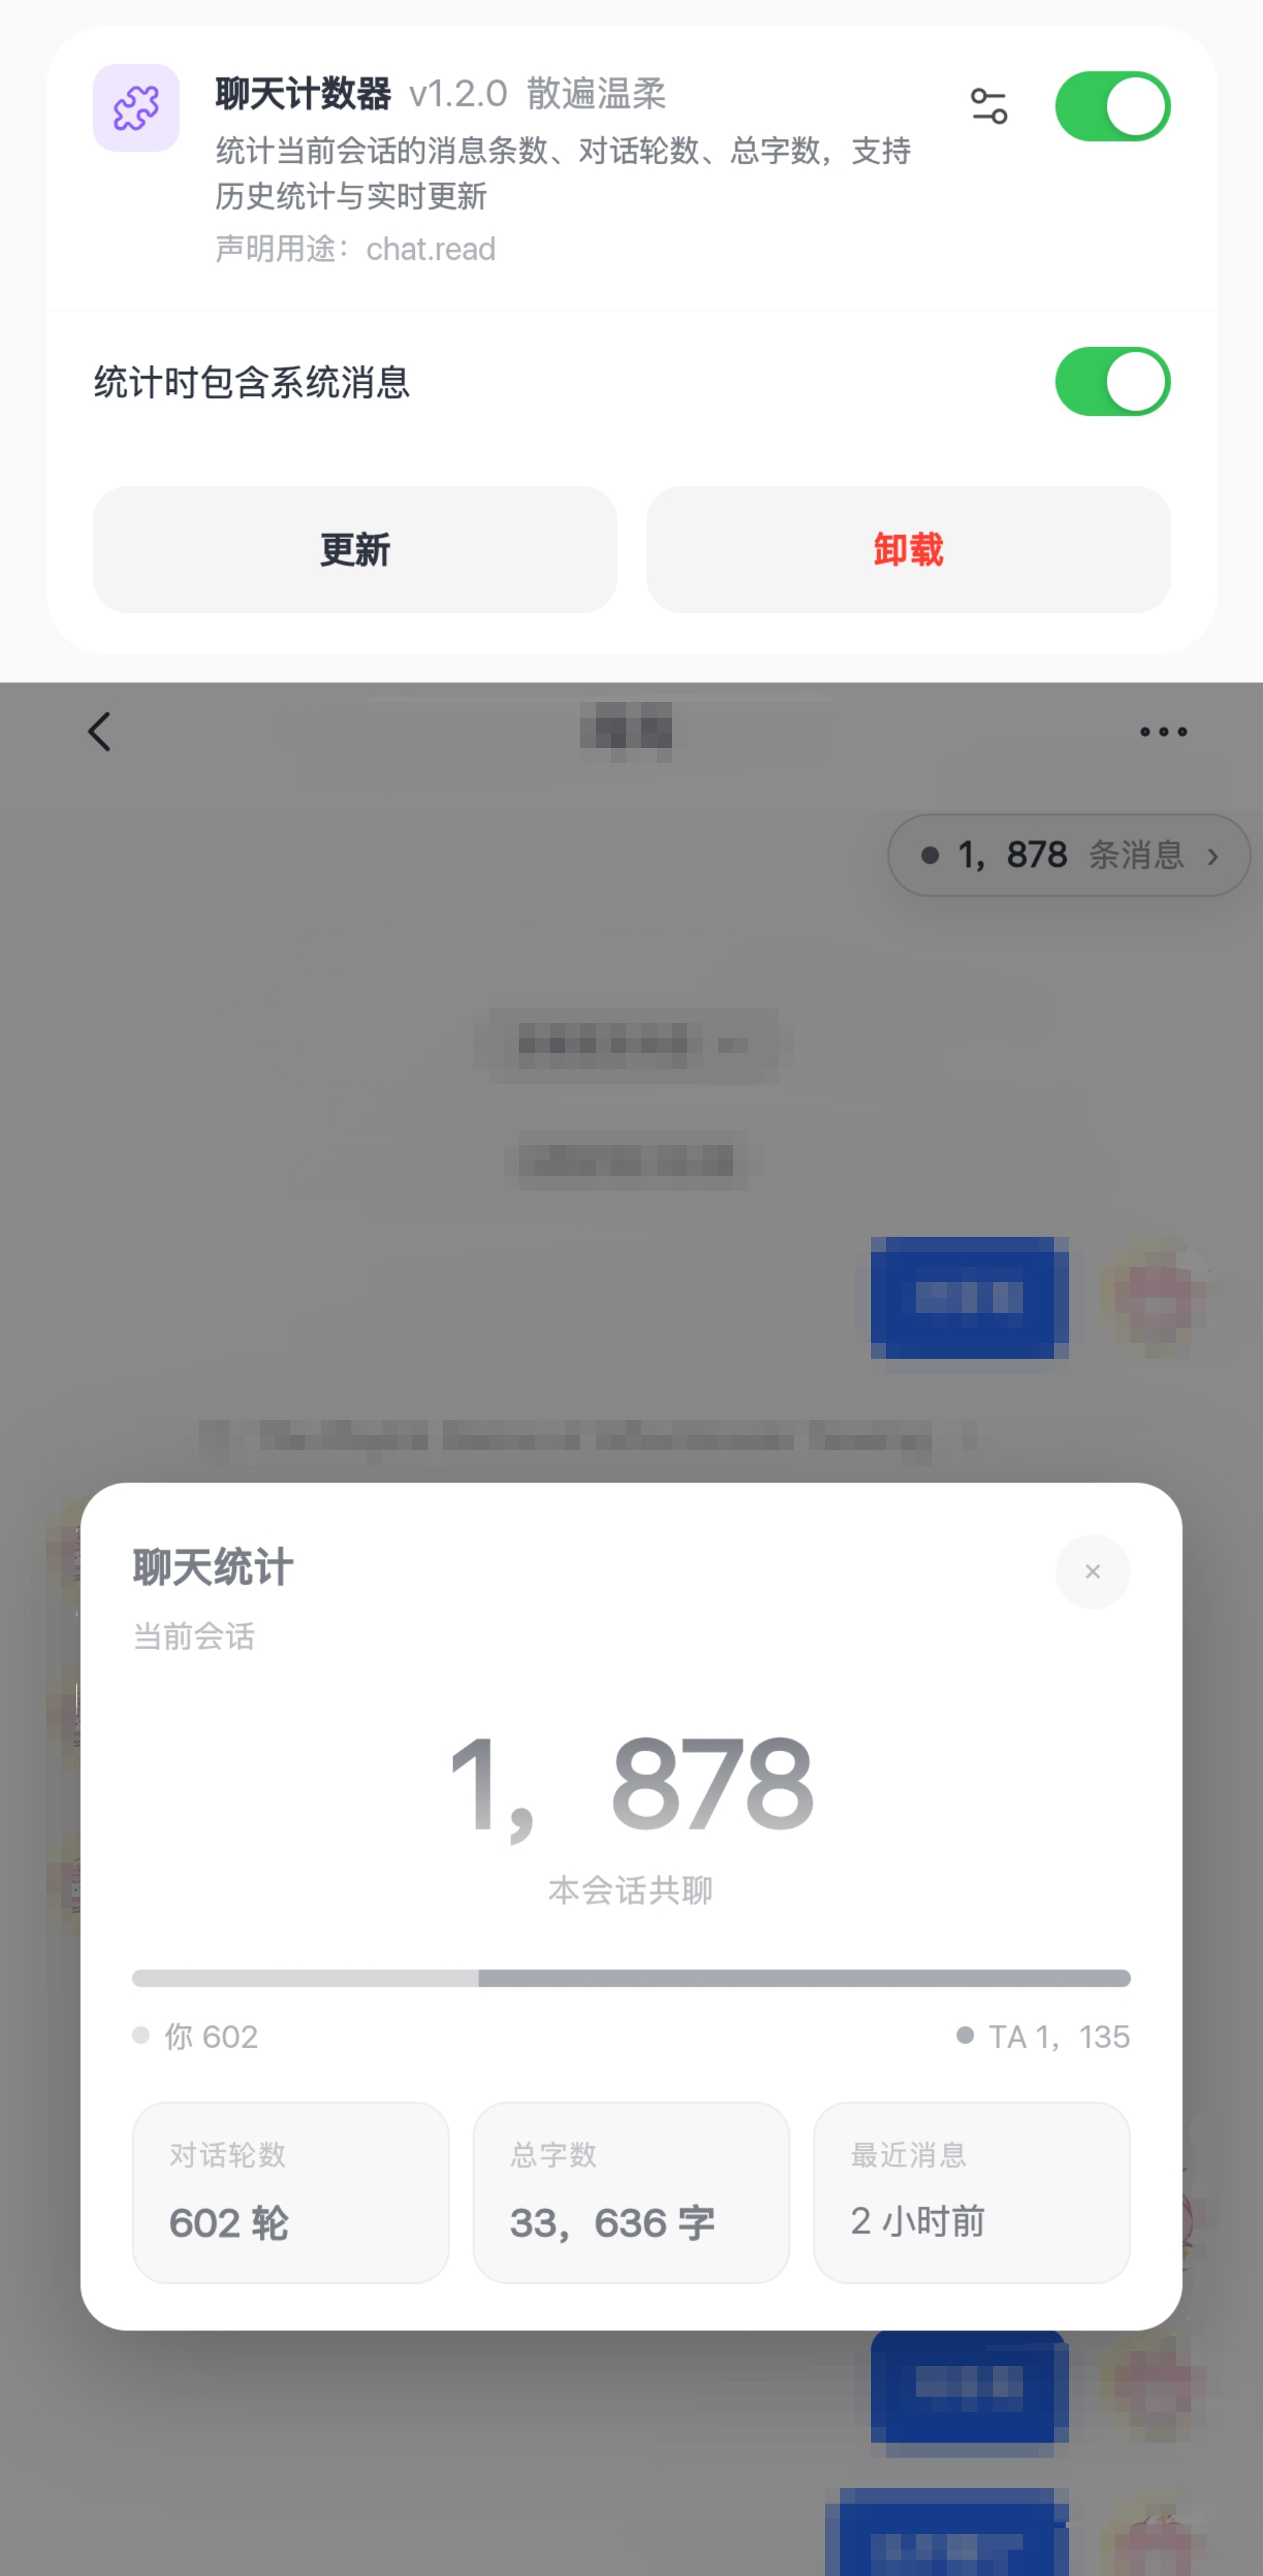 聊天计数器 v1.2.0 散遍温柔
统计当前会话的消息条数、对话轮数、总字数，支持
历史统计与实时更新
声明用途：chat.read
统计时包含系统消息
更新
卸载
1，878 条消息 ›
聊天统计
×
当前会话
1，878
本会话共聊
你 602
TA 1，135
对话轮数
602 轮
总字数
33，636 字
最近消息
2 小时前